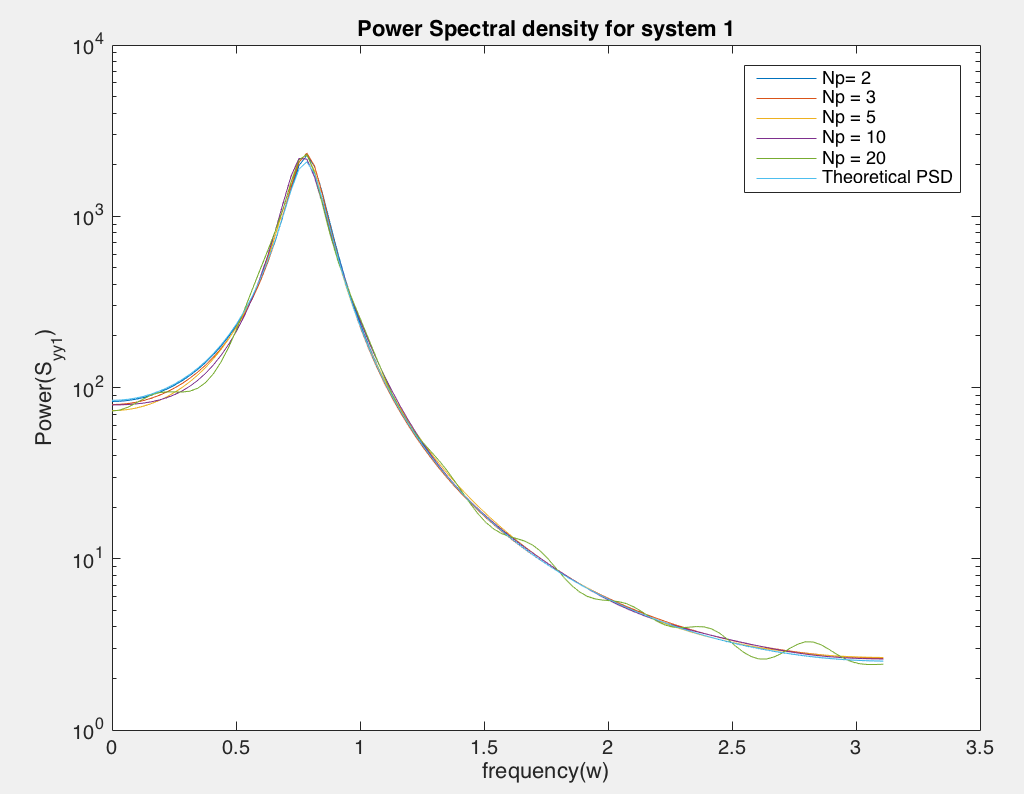 Power Spectral density for system 1
10^4
10^3
10^2
10^1
10^0
Power(S_yy1)
Np= 2
Np = 3
Np = 5
Np = 10
Np = 20
Theoretical PSD
0 0.5 1 1.5 2 2.5 3 3.5
frequency(w)